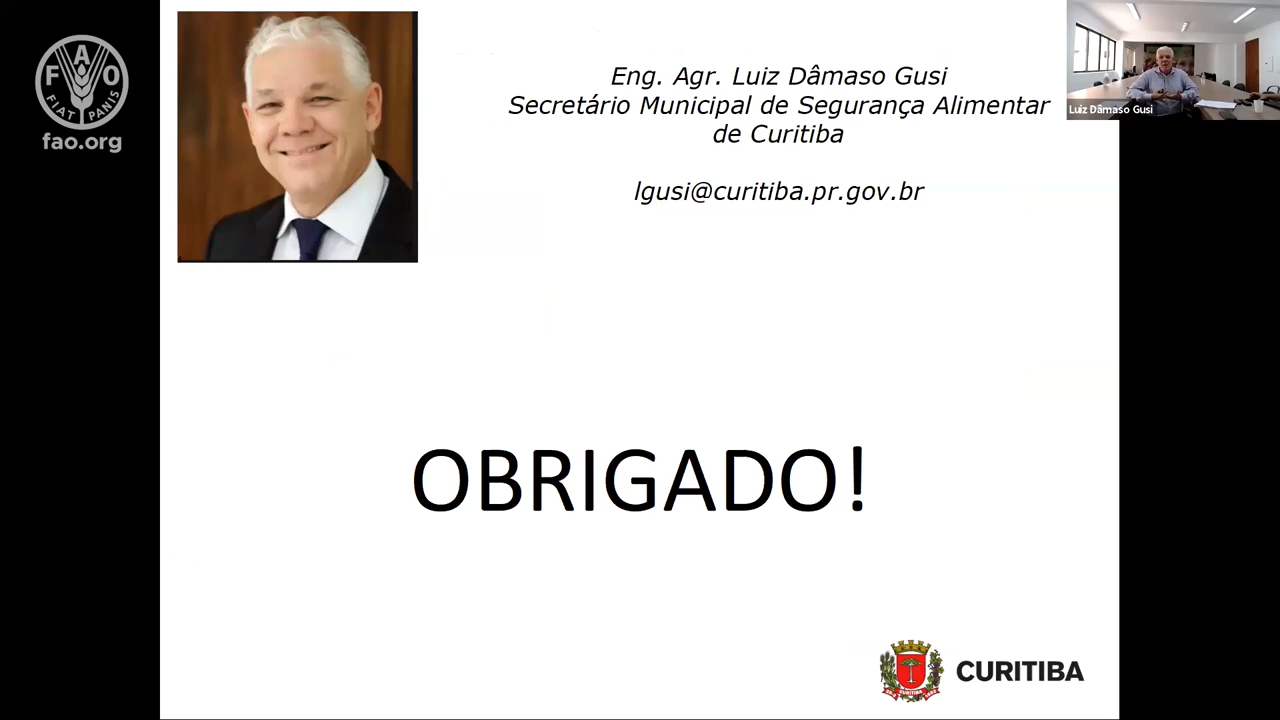 FAO
FIAT PANIS
fao.org
Eng. Agr. Luiz Dâmaso Gusi
Secretário Municipal de Segurança Alimentar
de Curitiba
lgusi@curitiba.pr.gov.br
Luiz Dâmaso Gusi
OBRIGADO!
CURITIBA
CURITIBA